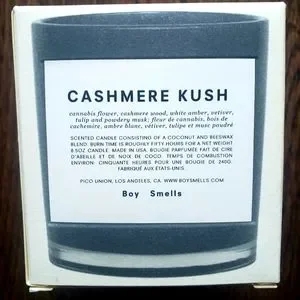 CASHMERE KUSH
cannabis flower, cashmere wood, white amber, vetiver,
tulip and powdery musk; fleur de cannabis, bois de
cachemire, ambre blanc, vétiver, tulipe et musc poudré
SCENTED CANDLE CONSISTING OF A COCONUT AND BEESWAX
BLEND. BURN TIME IS ROUGHLY FIFTY HOURS FOR A NET WEIGHT
8.5OZ CANDLE. MADE IN USA. BOUGIE PARFUMÉE FAIT DE CIRE
D'ABEILLE ET DE NOIX DE COCO. TEMPS DE COMBUSTION
ENVIRON: CINQUANTE HEURES POUR UNE BOUGIE DE 240G.
FABRIQUÉ AUX ÉTATS-UNIS.
PICO UNION, LOS ANGELES, CA. WWW.BOYSMELLS.COM
Boy Smells